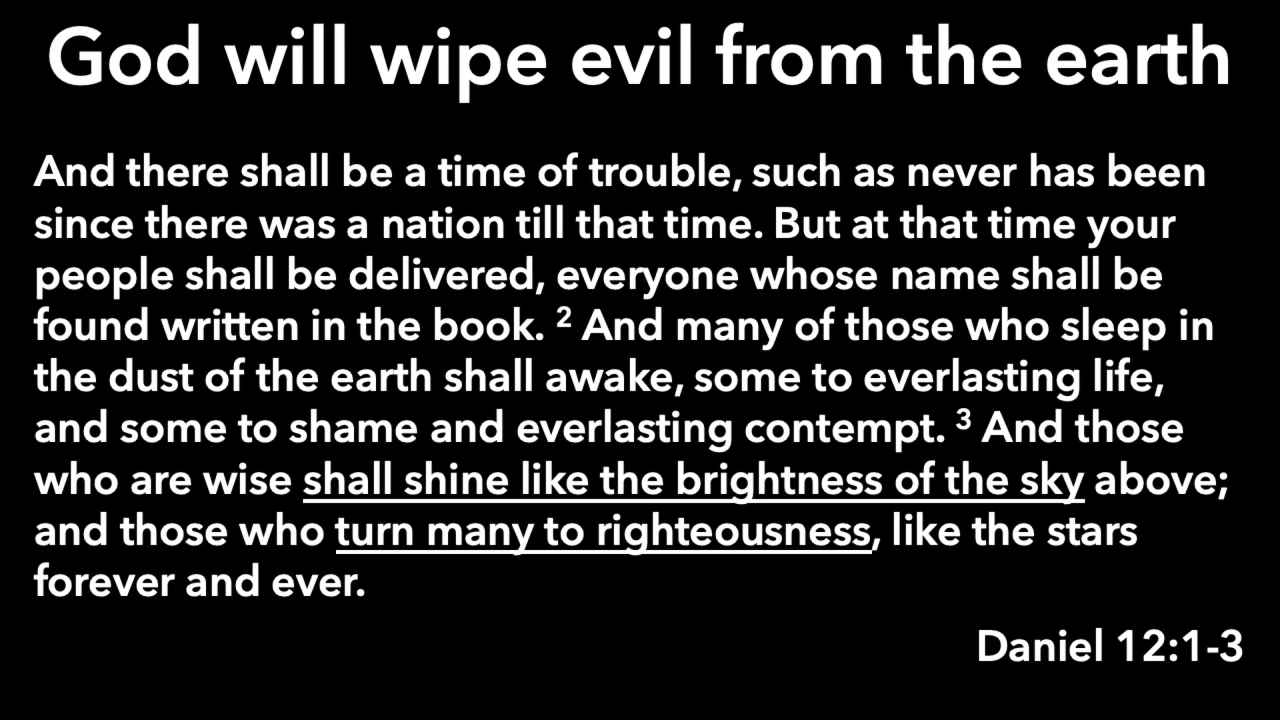 God will wipe evil from the earth
And there shall be a time of trouble, such as never has been
since there was a nation till that time. But at that time your
people shall be delivered, everyone whose name shall be
found written in the book. ² And many of those who sleep in
the dust of the earth shall awake, some to everlasting life,
and some to shame and everlasting contempt. ³ And those
who are wise shall shine like the brightness of the sky above;
and those who turn many to righteousness, like the stars
forever and ever.
Daniel 12:1-3